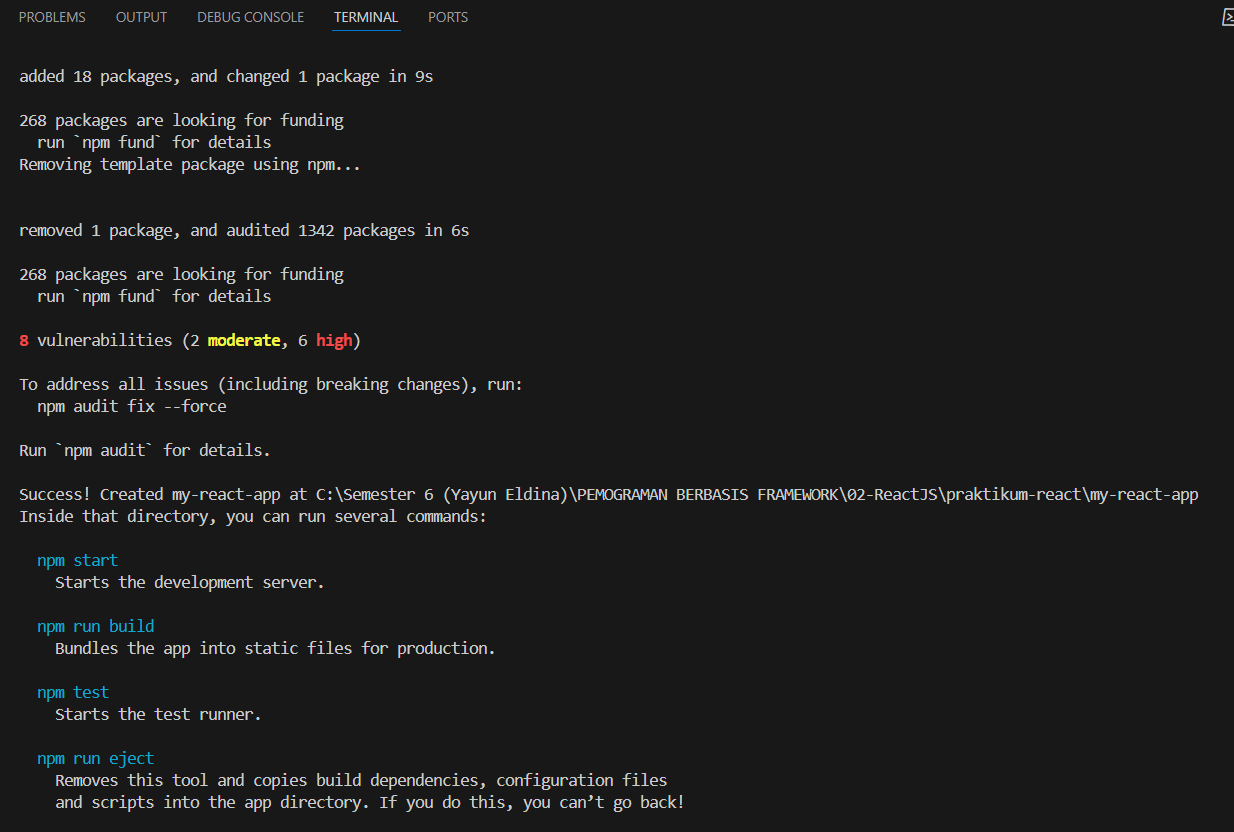 PROBLEMS OUTPUT DEBUG CONSOLE TERMINAL PORTS
added 18 packages, and changed 1 package in 9s
268 packages are looking for funding
run `npm fund` for details
Removing template package using npm...
removed 1 package, and audited 1342 packages in 6s
268 packages are looking for funding
run `npm fund` for details
8 vulnerabilities (2 moderate, 6 high)
To address all issues (including breaking changes), run:
npm audit fix --force
Run `npm audit` for details.
Success! Created my-react-app at C:\Semester 6 (Yayun Eldina)\PEMOGRAMAN BERBASIS FRAMEWORK\02-ReactJS\praktikum-react\my-react-app
Inside that directory, you can run several commands:
npm start
Starts the development server.
npm run build
Bundles the app into static files for production.
npm test
Starts the test runner.
npm run eject
Removes this tool and copies build dependencies, configuration files
and scripts into the app directory. If you do this, you can’t go back!